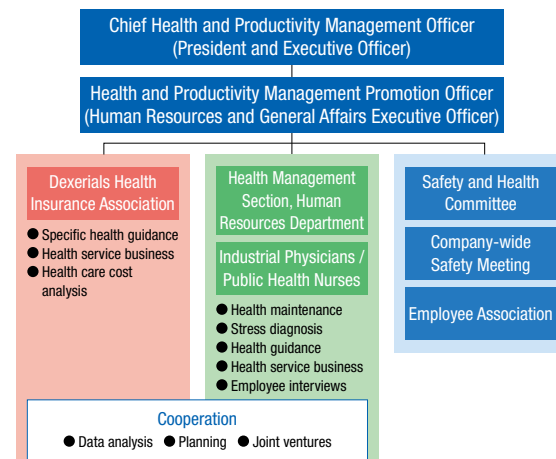 Chief Health and Productivity Management Officer
(President and Executive Officer)
Health and Productivity Management Promotion Officer
(Human Resources and General Affairs Executive Officer)
Dexerials Health
Insurance Association
● Specific health guidance
● Health service business
● Health care cost
analysis
Health Management
Section, Human
Resources Department
Industrial Physicians /
Public Health Nurses
● Health maintenance
● Stress diagnosis
● Health guidance
● Health service business
● Employee interviews
Safety and Health
Committee
Company-wide
Safety Meeting
Employee Association
Cooperation
● Data analysis ● Planning ● Joint ventures